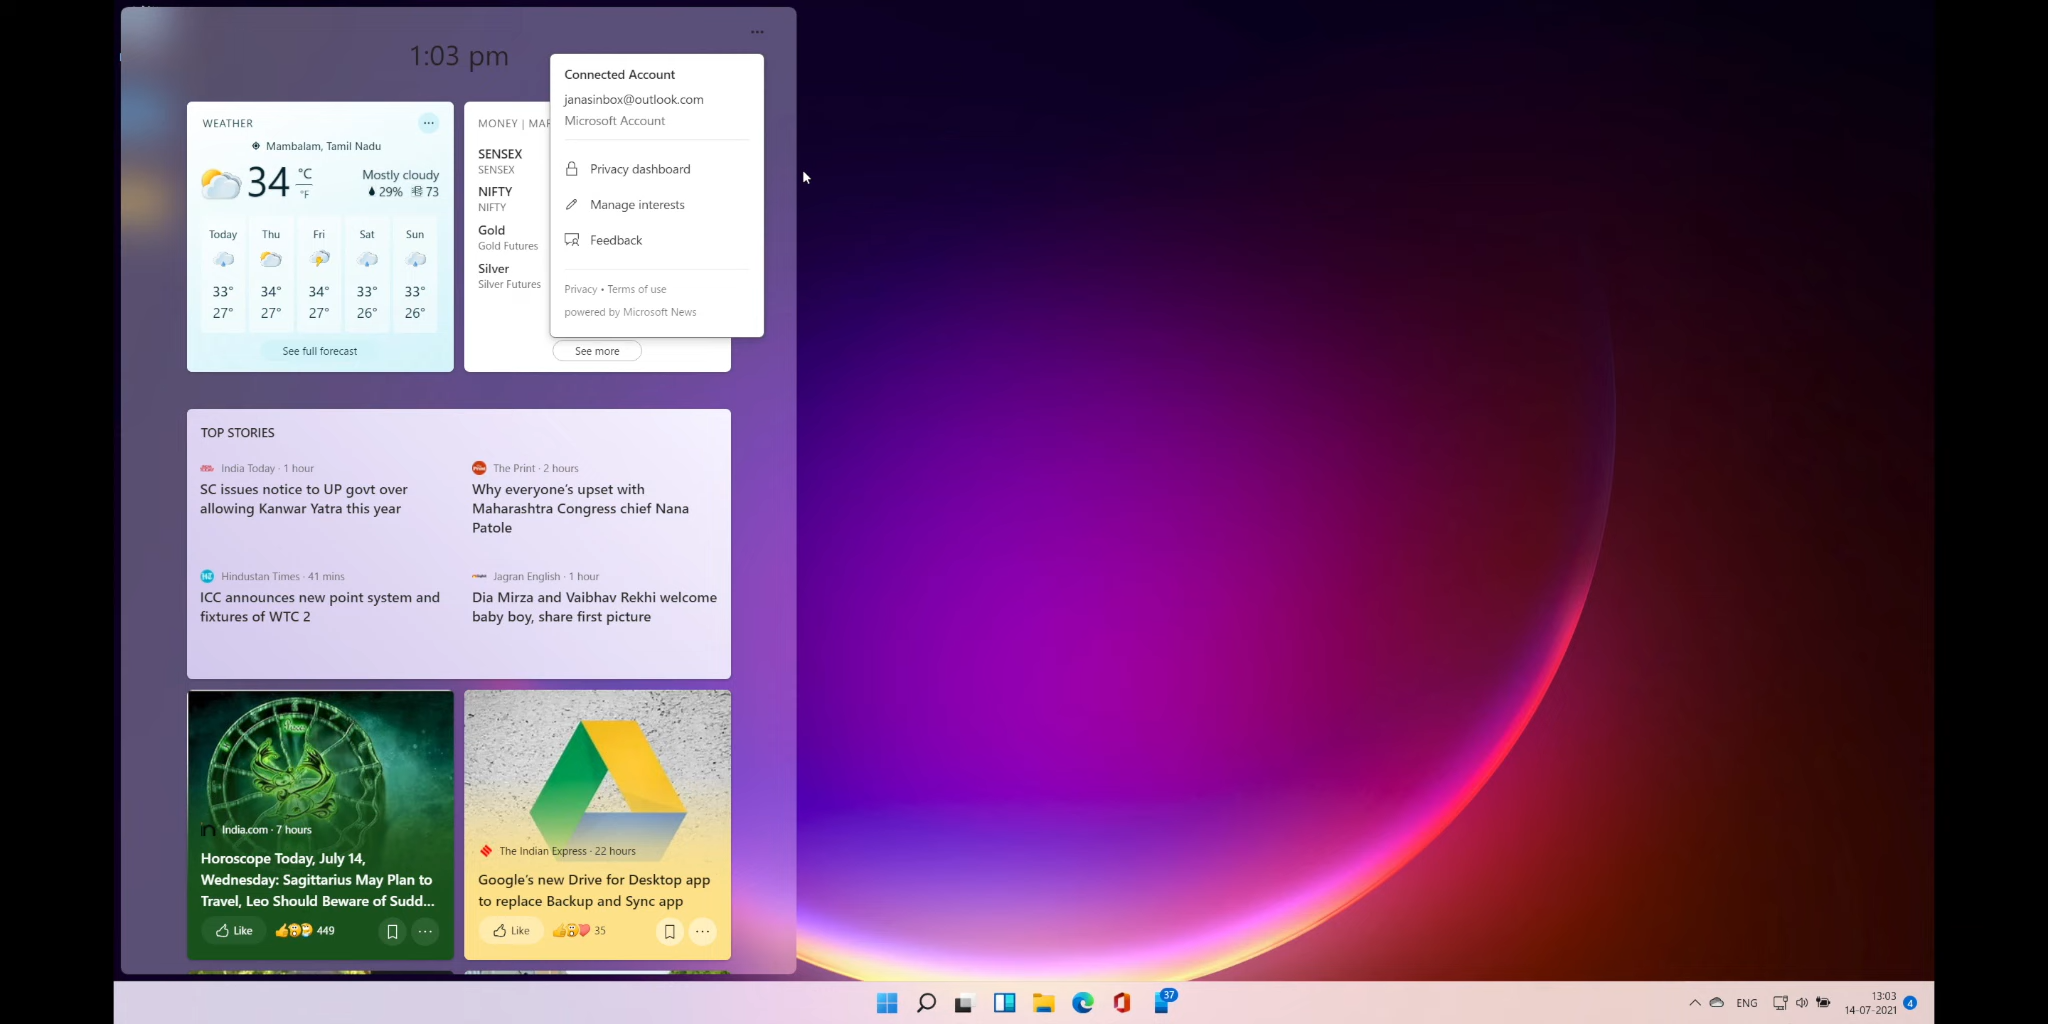 1:03 pm
Connected Account
janasinbox@outlook.com
Microsoft Account
Privacy dashboard
Manage interests
Feedback
Privacy • Terms of use
powered by Microsoft News
WEATHER
Mambalam, Tamil Nadu
34 °C
°F
Mostly cloudy
29% 73
Today Thu Fri Sat Sun
33° 34° 34° 33° 33°
27° 27° 27° 26° 26°
See full forecast
MONEY | MAR
SENSEX
SENSEX
NIFTY
NIFTY
Gold
Gold Futures
Silver
Silver Futures
See more
TOP STORIES
India Today · 1 hour
SC issues notice to UP govt over
allowing Kanwar Yatra this year
The Print · 2 hours
Why everyone's upset with
Maharashtra Congress chief Nana
Patole
HT
Hindustan Times · 41 mins
ICC announces new point system and
fixtures of WTC 2
Jagran English · 1 hour
Dia Mirza and Vaibhav Rekhi welcome
baby boy, share first picture
India.com · 7 hours
Horoscope Today, July 14,
Wednesday: Sagittarius May Plan to
Travel, Leo Should Beware of Sudd...
Like 449
The Indian Express · 22 hours
Google's new Drive for Desktop app
to replace Backup and Sync app
Like 35
37
ENG
13:03
14-07-2021
4